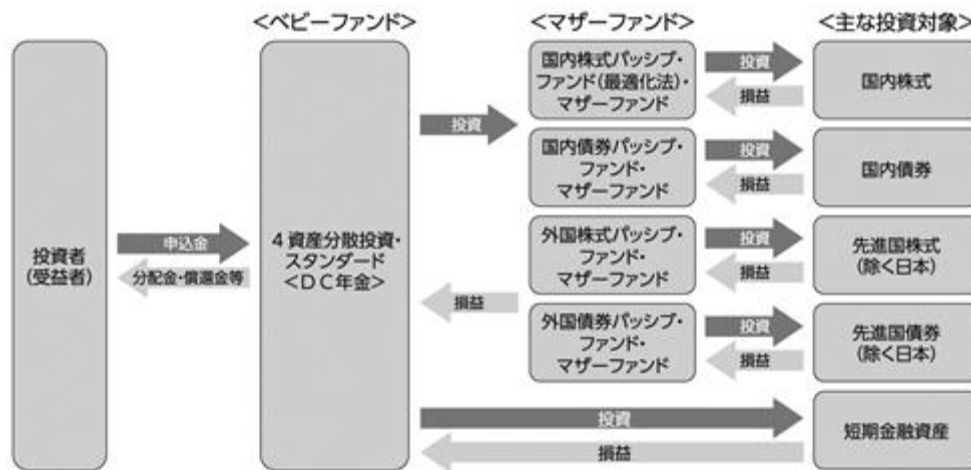 ＜ベビーファンド＞
＜マザーファンド＞
＜主な投資対象＞
投資者
(受益者)
申込金
分配金・償還金等
4資産分散投資・
スタンダード
＜ＤＣ年金＞
投資
損益
国内株式パッシブ・
ファンド(最適化法)・
マザーファンド
投資
損益
国内株式
国内債券パッシブ・
ファンド・
マザーファンド
投資
損益
国内債券
外国株式パッシブ・
ファンド・
マザーファンド
投資
損益
先進国株式
(除く日本)
外国債券パッシブ・
ファンド・
マザーファンド
投資
損益
先進国債券
(除く日本)
投資
損益
短期金融資産